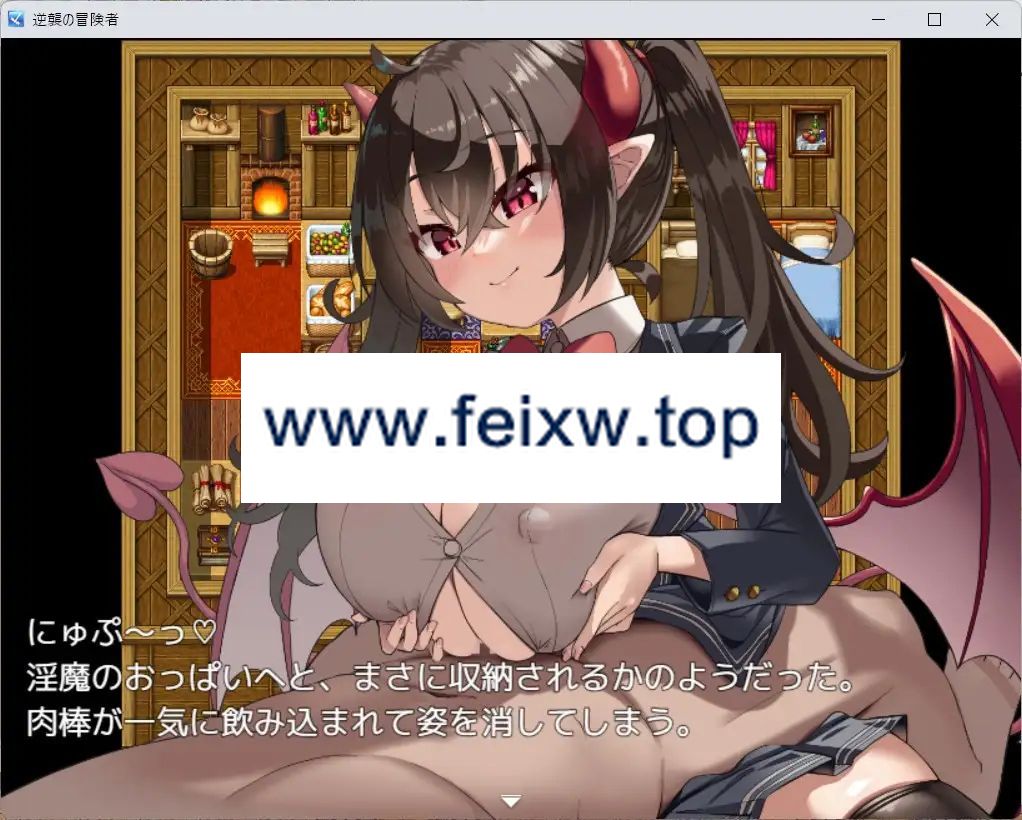 逆襲の冒険者
www.feixw.top
にゅぷ～っ♡
淫魔のおっぱいへと、まさに収納されるかのようだった。
肉棒が一気に飲み込まれて姿を消してしまう。